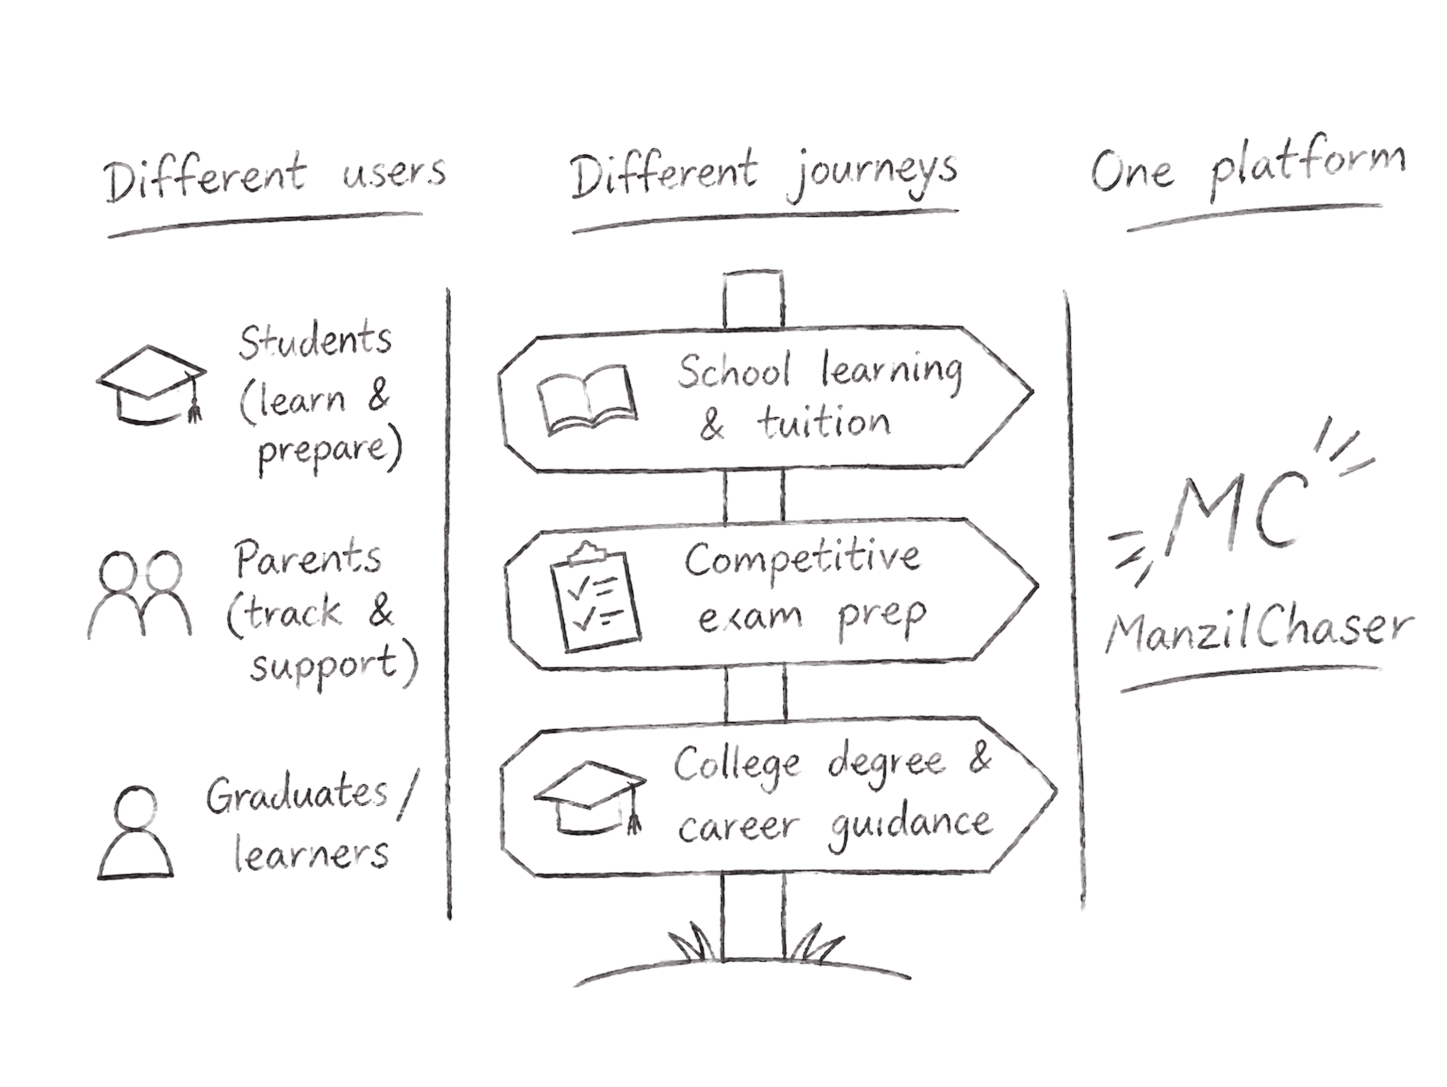 Different users
Different journeys
One platform
Students
(learn &
prepare)
Parents
(track &
support)
Graduates/
learners
School learning
& tuition
Competitive
exam prep
College degree &
career guidance
MC
ManzilChaser